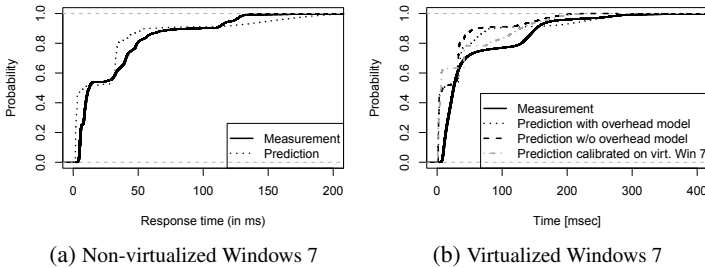 Probability
1.0
0.8
0.6
0.4
0.2
0.0
Measurement
Prediction
0 50 100 150 200
Response time (in ms)
(a) Non-virtualized Windows 7
Probability
1.0
0.8
0.6
0.4
0.2
0.0
Measurement
Prediction with overhead model
Prediction w/o overhead model
Prediction calibrated on virt. Win 7
0 100 200 300 400
Time [msec]
(b) Virtualized Windows 7